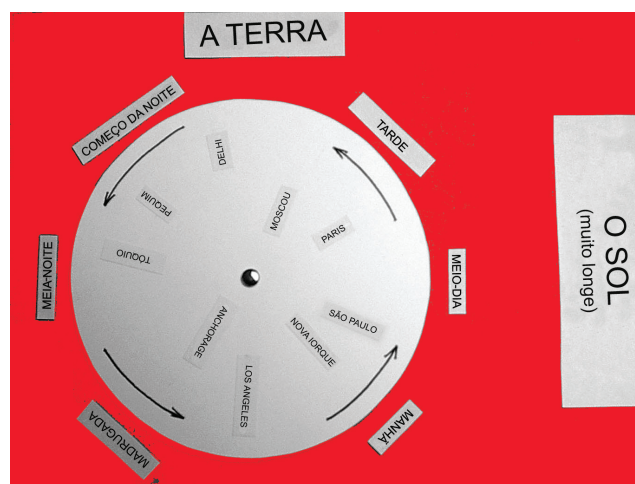 A TERRA
COMEÇO DA NOITE
TARDE
DELHI
PEQUIM
MOSCOU
PARIS
TÓQUIO
MEIA-NOITE
MEIO-DIA
O SOL
(muito longe)
SÃO PAULO
NOVA IORQUE
ANCHORAGE
LOS ANGELES
MADRUGADA
MANHÃ